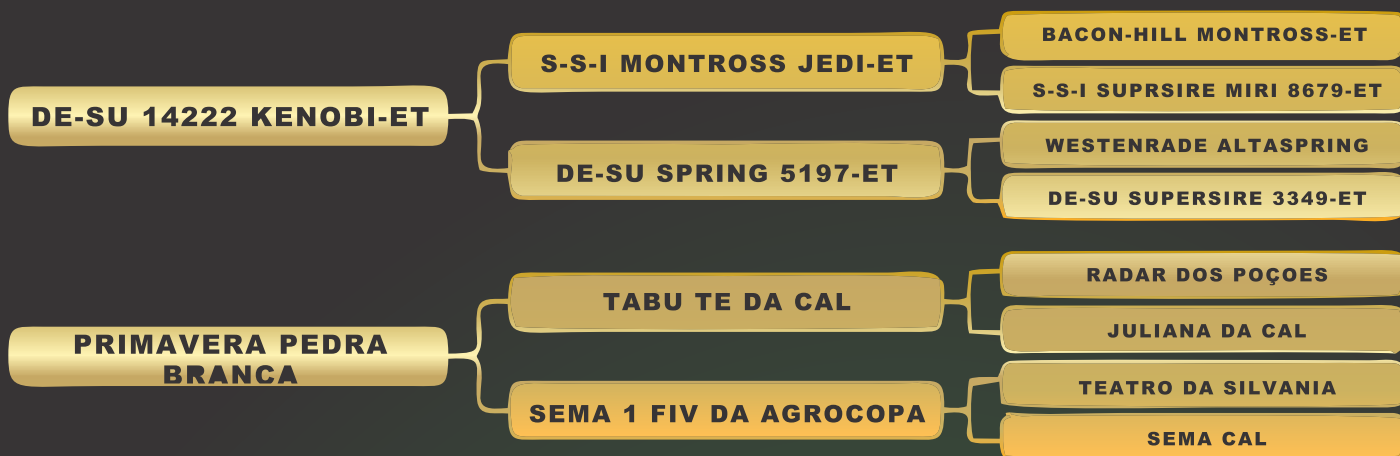 DE-SU 14222 KENOBI-ET
S-S-I MONTROSS JEDI-ET
BACON-HILL MONTROSS-ET
S-S-I SUPRSIRE MIRI 8679-ET
DE-SU SPRING 5197-ET
WESTENRADE ALTASPRING
DE-SU SUPERSIRE 3349-ET
PRIMAVERA PEDRA
BRANCA
TABU TE DA CAL
RADAR DOS POÇOES
JULIANA DA CAL
SEMA 1 FIV DA AGROCOPA
TEATRO DA SILVANIA
SEMA CAL